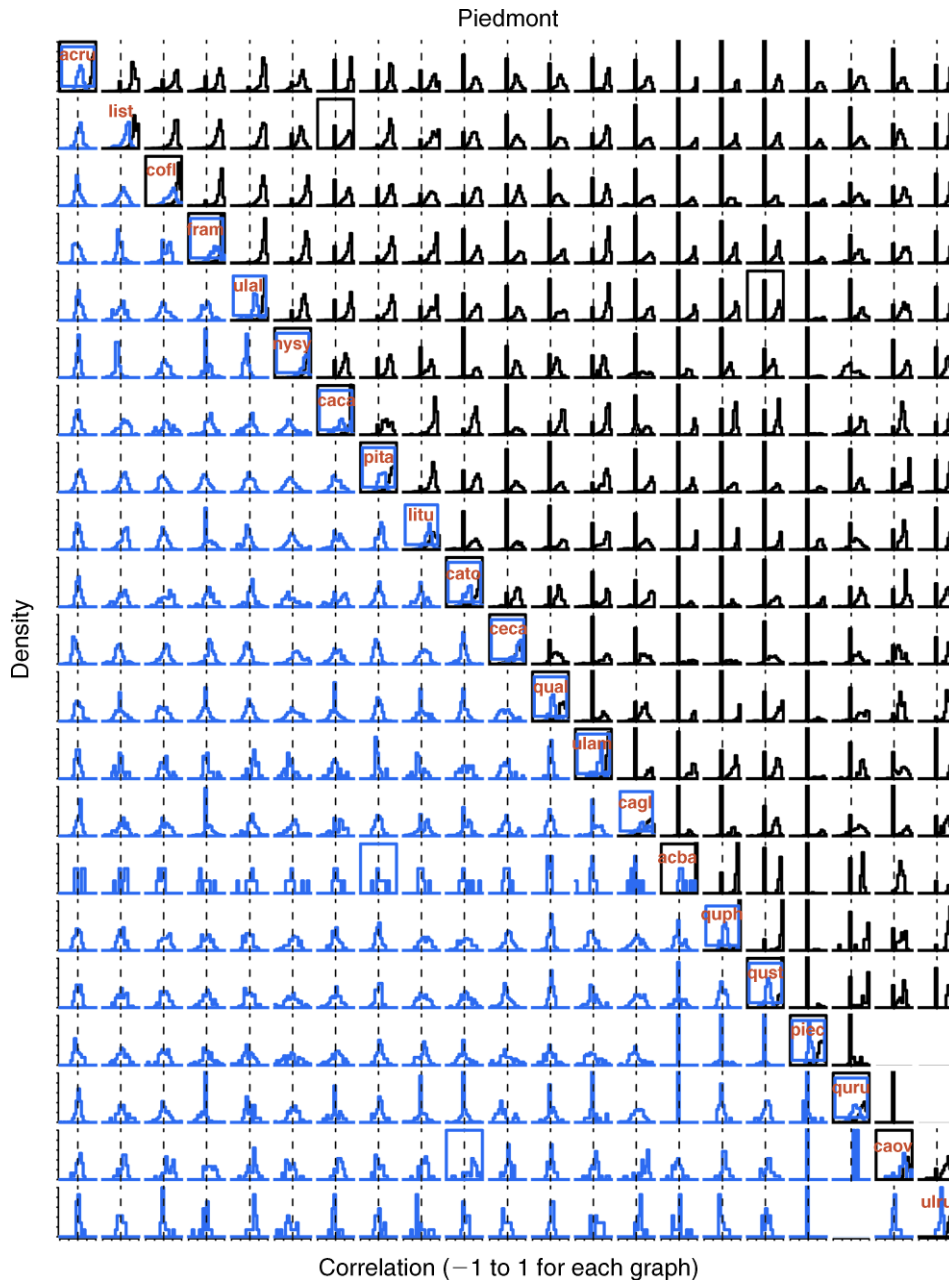 Piedmont
acru
list
cofl
fram
ulal
nysy
caca
pita
litu
cato
ceca
qual
ulam
cagl
acba
quph
qust
piec
quru
caov
ulru
Density
Correlation (−1 to 1 for each graph)